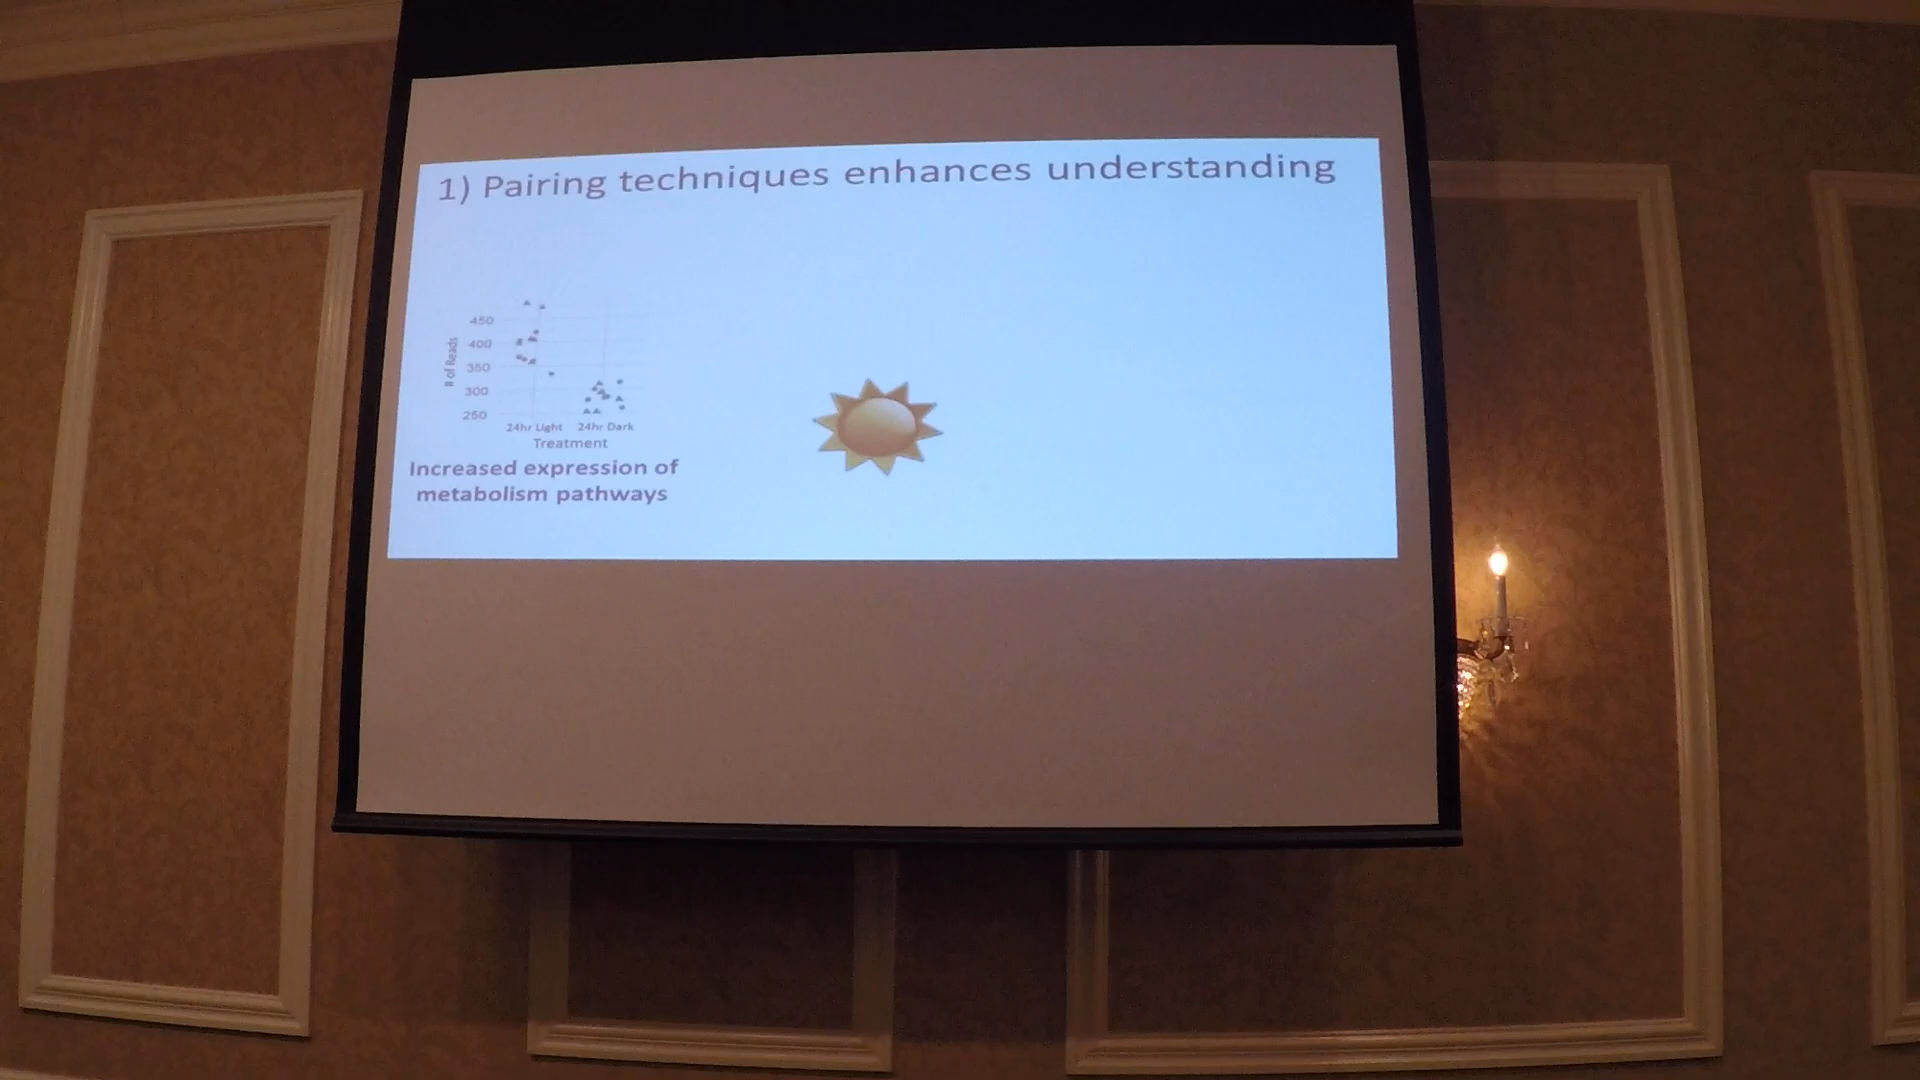 1) Pairing techniques enhances understanding
# of Reads
450
400
350
300
250
24hr Light 24hr Dark
Treatment
Increased expression of
metabolism pathways